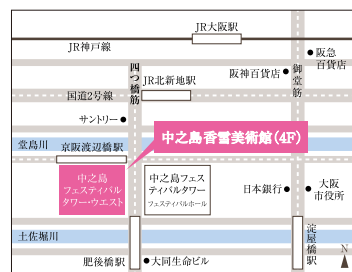 JR大阪駅
JR神戸線
阪急
百貨店
四つ橋筋
御堂筋
阪神百貨店
JR北新地駅
国道2号線
サントリー
堂島川
中之島香雪美術館(4F)
京阪渡辺橋駅
中之島
フェスティバル
タワー・ウエスト
中之島フェス
ティバルタワー
フェスティバルホール
日本銀行
大阪
市役所
土佐堀川
淀屋橋駅
肥後橋駅
大同生命ビル
N